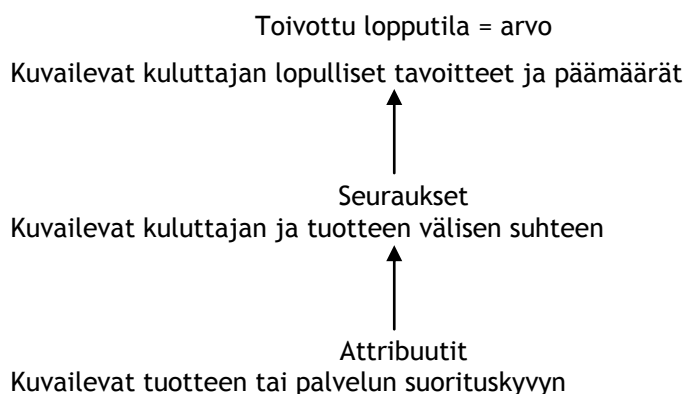 Toivottu lopputila = arvo
Kuvailevat kuluttajan lopulliset tavoitteet ja päämäärät
Seuraukset
Kuvailevat kuluttajan ja tuotteen välisen suhteen
Attribuutit
Kuvailevat tuotteen tai palvelun suorituskyvyn